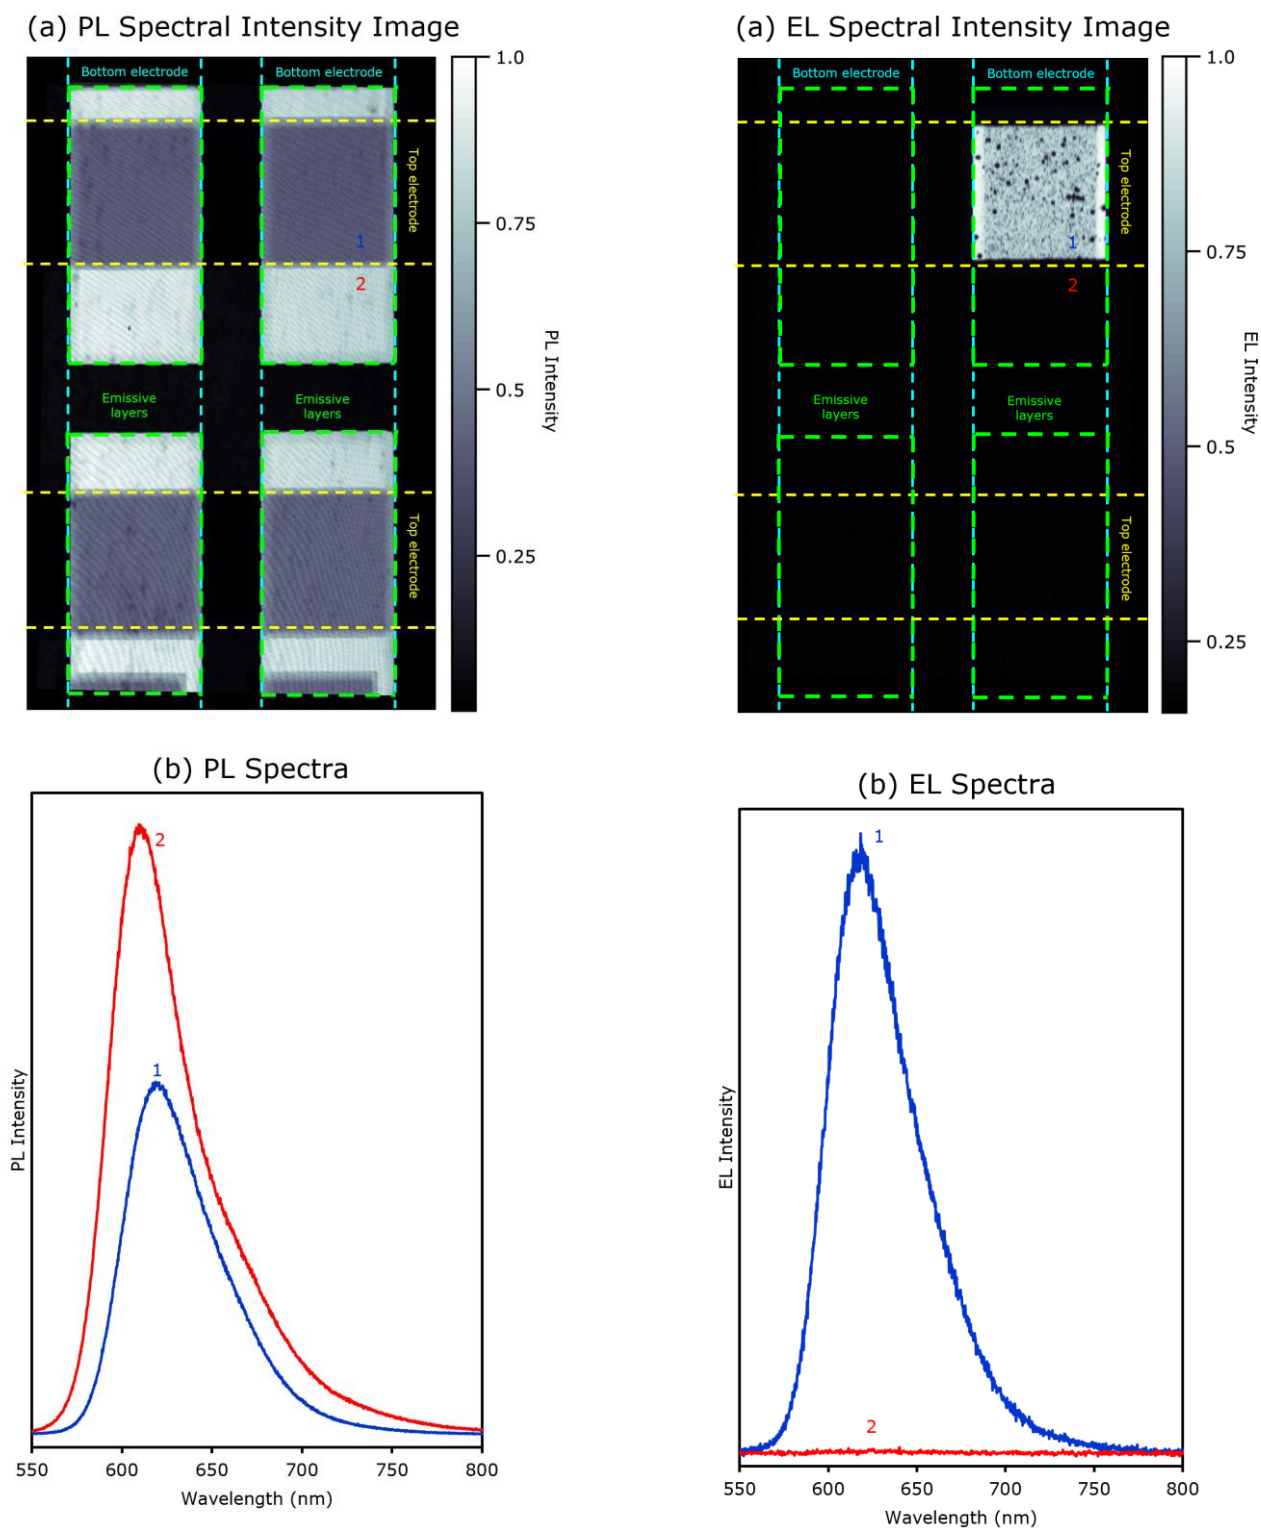 (a) PL Spectral Intensity Image
Bottom electrode
Bottom electrode
Top electrode
1
2
Emissive
layers
Emissive
layers
Top electrode
1.0
0.75
0.5
0.25
PL Intensity
(a) EL Spectral Intensity Image
Bottom electrode
Bottom electrode
Top electrode
1
2
Emissive
layers
Emissive
layers
Top electrode
1.0
0.75
0.5
0.25
EL Intensity
(b) PL Spectra
2
1
PL Intensity
550 600 650 700 750 800
Wavelength (nm)
(b) EL Spectra
1
2
EL Intensity
550 600 650 700 750 800
Wavelength (nm)